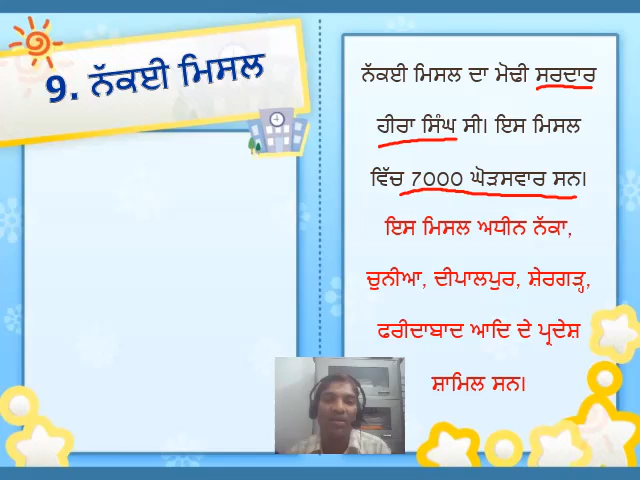 9. ਨੱਕਈ ਮਿਸਲ
ਨੱਕਈ ਮਿਸਲ ਦਾ ਮੋਢੀ ਸਰਦਾਰ
ਹੀਰਾ ਸਿੰਘ ਸੀ। ਇਸ ਮਿਸਲ
ਵਿੱਚ 7000 ਘੋੜਸਵਾਰ ਸਨ।
ਇਸ ਮਿਸਲ ਅਧੀਨ ਨੱਕਾ,
ਚੁਨੀਆ, ਦੀਪਾਲਪੁਰ, ਸ਼ੇਰਗੜ੍ਹ,
ਫਰੀਦਾਬਾਦ ਆਦਿ ਦੇ ਪ੍ਰਦੇਸ਼
ਸ਼ਾਮਿਲ ਸਨ।